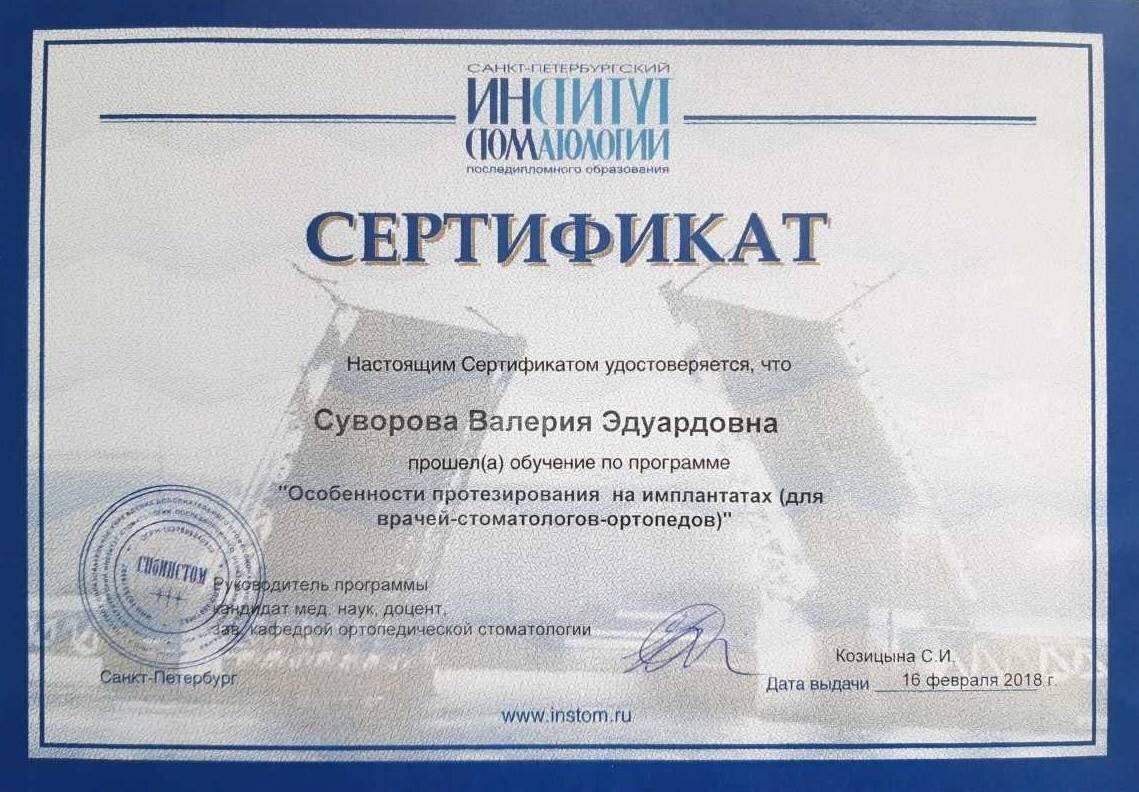 САНКТ-ПЕТЕРБУРГСКИЙ
ИНСТИТУТ
СТОМАТОЛОГИИ
последипломного образования
СЕРТИФИКАТ
Настоящим Сертификатом удостоверяется, что
Суворова Валерия Эдуардовна
прошел(а) обучение по программе
"Особенности протезирования на имплантатах (для
врачей-стоматологов-ортопедов)"
СПбИНСТОМ
Руководитель программы
кандидат мед. наук, доцент,
зав. кафедрой ортопедической стоматологии
Козицына С.И.
Санкт-Петербург
Дата выдачи 16 февраля 2018 г.
www.instom.ru